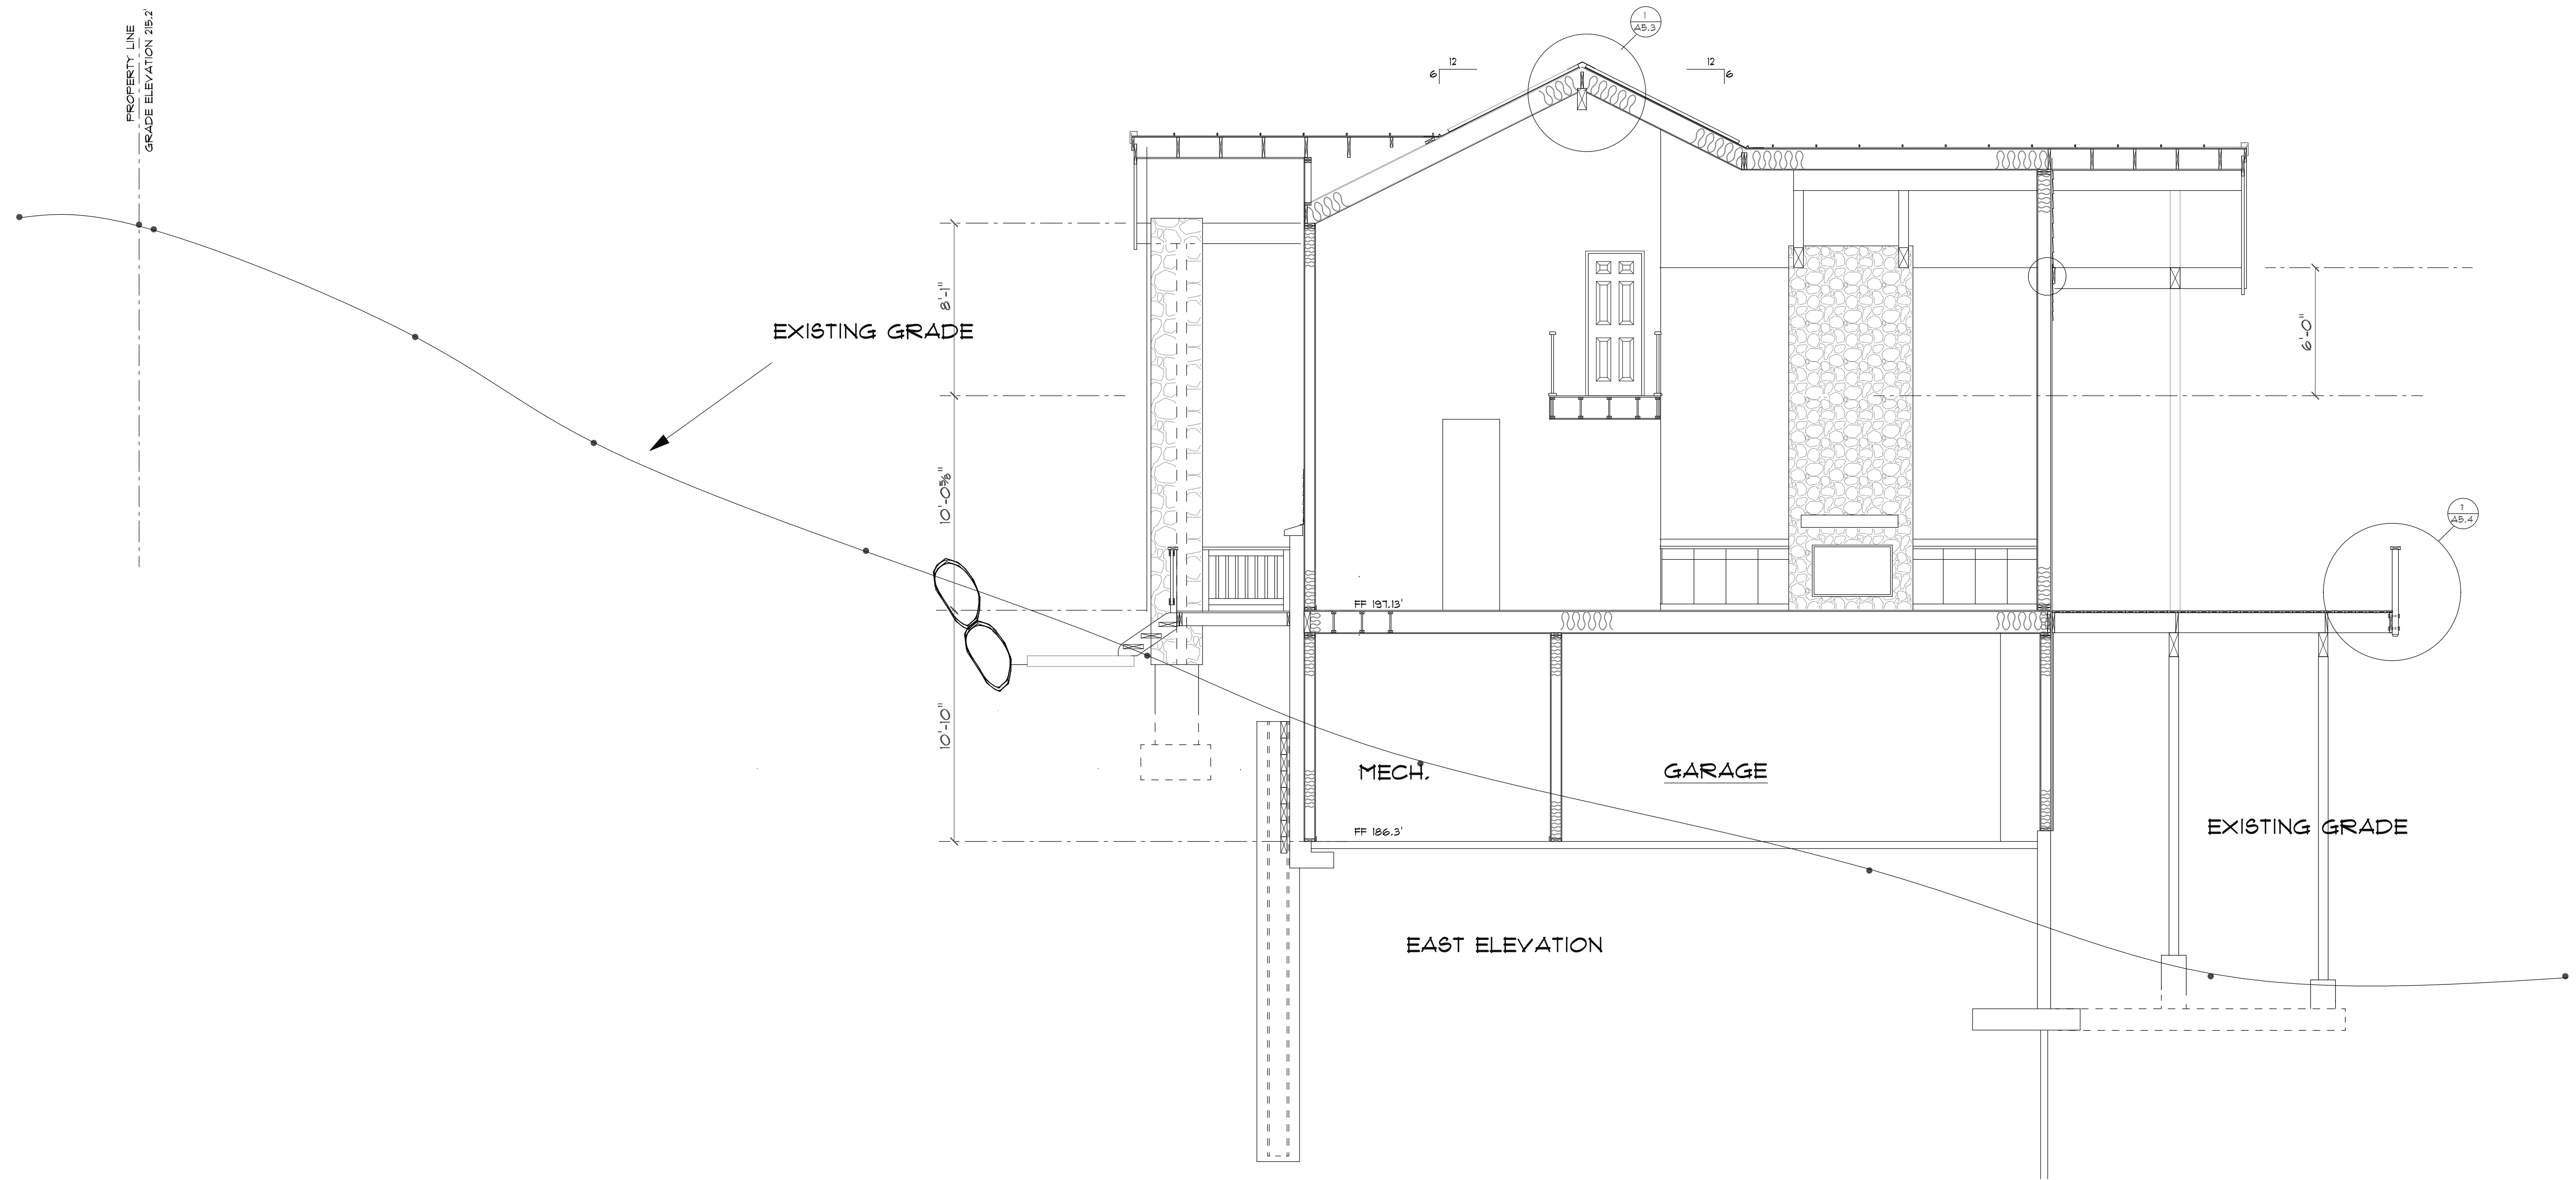 PROPERTY LINE
GRADE ELEVATION 215.2'
1
A5.3
12
6
12
6
8'-1"
EXISTING GRADE
6'-0"
10'-0⅝"
1
A5.4
FF 197.13'
10'-10"
MECH.
GARAGE
FF 186.3'
EXISTING GRADE
EAST ELEVATION